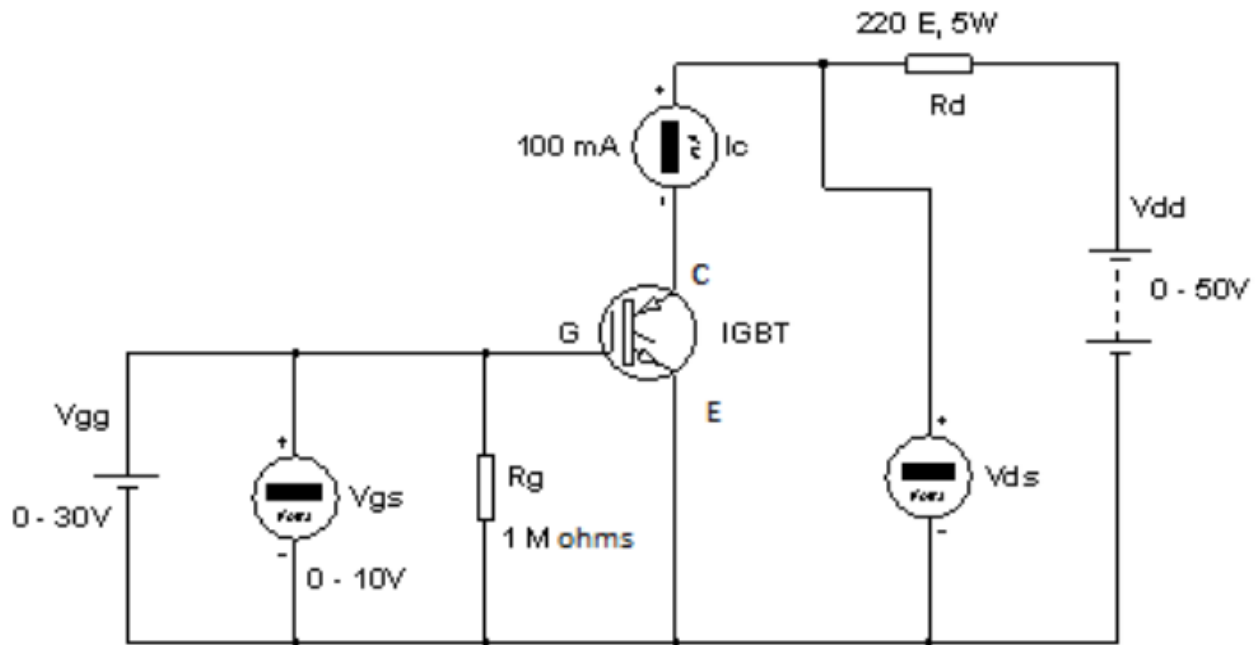 220 E, 5W
Rd
+
100 mA
Ic
-
Vdd
0 - 50V
C
G
IGBT
E
Vgg
0 - 30V
+
Vgs
-
0 - 10V
Rg
1 M ohms
+
Vds
-